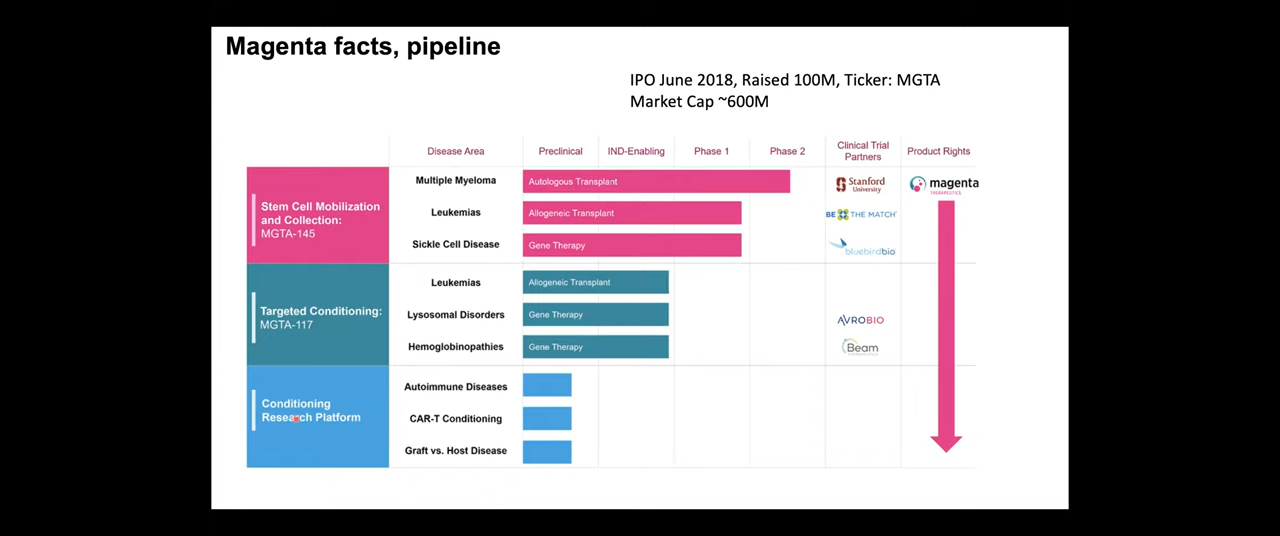 Magenta facts, pipeline
IPO June 2018, Raised 100M, Ticker: MGTA
Market Cap ~600M
Disease Area
Preclinical
IND-Enabling
Phase 1
Phase 2
Clinical Trial
Partners
Product Rights
Stem Cell Mobilization
and Collection:
MGTA-145
Multiple Myeloma
Autologous Transplant
Stanford
University
magenta
THERAPEUTICS
Leukemias
Allogeneic Transplant
BE THE MATCH
Sickle Cell Disease
Gene Therapy
bluebirdbio
Targeted Conditioning:
MGTA-117
Leukemias
Allogeneic Transplant
Lysosomal Disorders
Gene Therapy
AVROBIO
Hemoglobinopathies
Gene Therapy
Beam
Conditioning
Research Platform
Autoimmune Diseases
CAR-T Conditioning
Graft vs. Host Disease